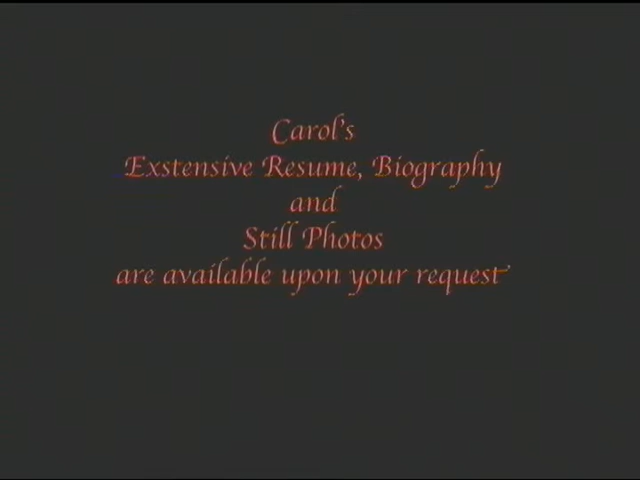 Carol's
Exstensive Resume, Biography
and
Still Photos
are available upon your request